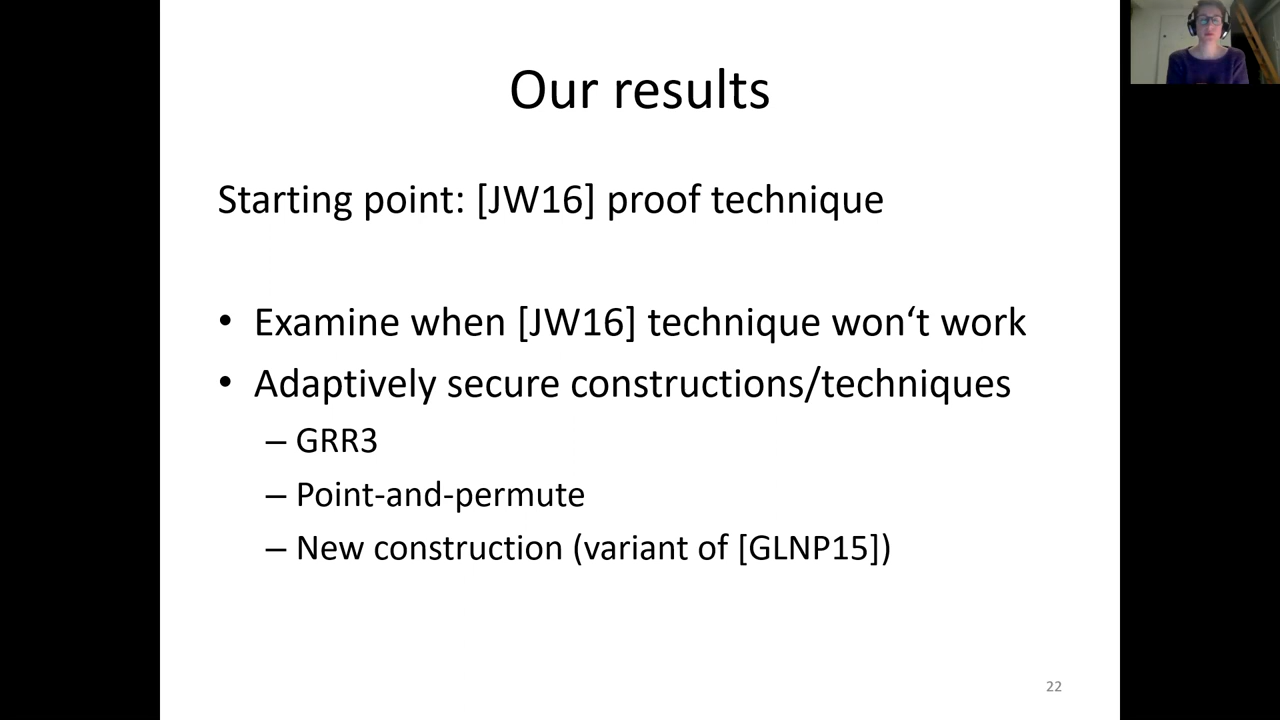 Our results
Starting point: [JW16] proof technique
• Examine when [JW16] technique won‘t work
• Adaptively secure constructions/techniques
– GRR3
– Point-and-permute
– New construction (variant of [GLNP15])
22